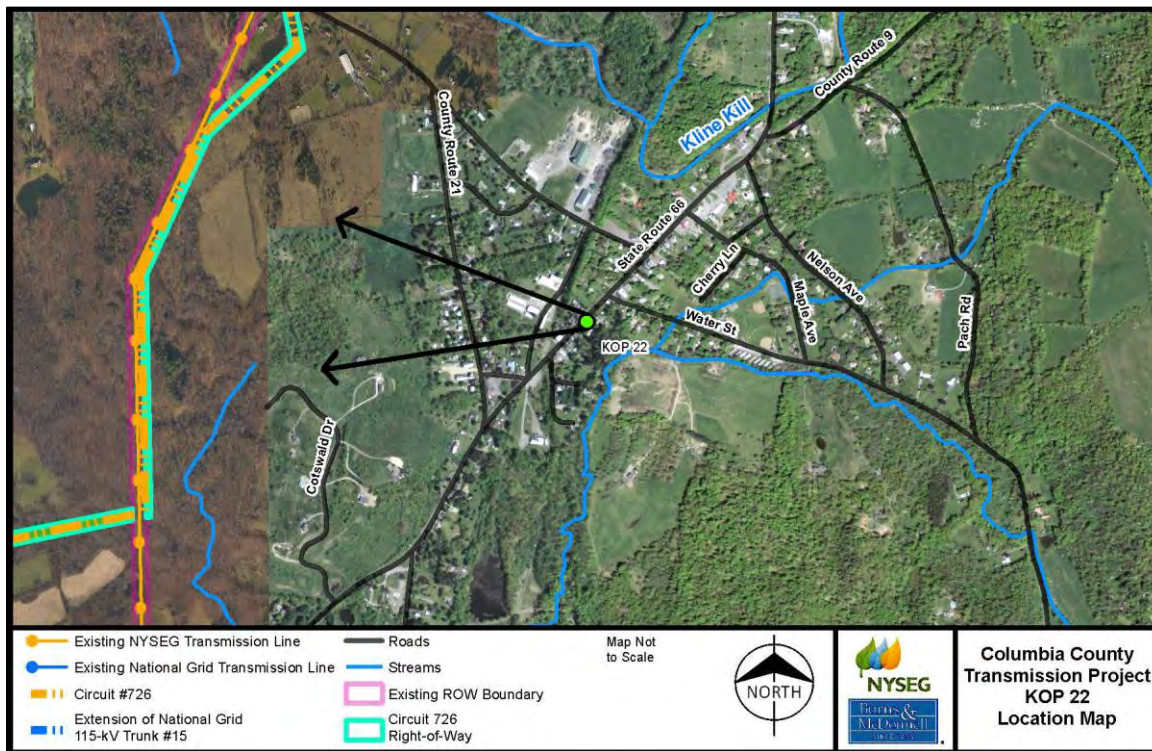 County Route 9
Kline Kill
County Route 21
State Route 66
Cherry Ln
Nelson Ave
Maple Ave
Water St
Pach Rd
KOP 22
Cotswald Dr
Existing NYSEG Transmission Line
Existing National Grid Transmission Line
Circuit #726
Extension of National Grid
115-kV Trunk #15
Roads
Streams
Existing ROW Boundary
Circuit 726
Right-of-Way
Map Not
to Scale
NORTH
NYSEG
Burns &
McDonnell
SINCE 1898
Columbia County
Transmission Project
KOP 22
Location Map